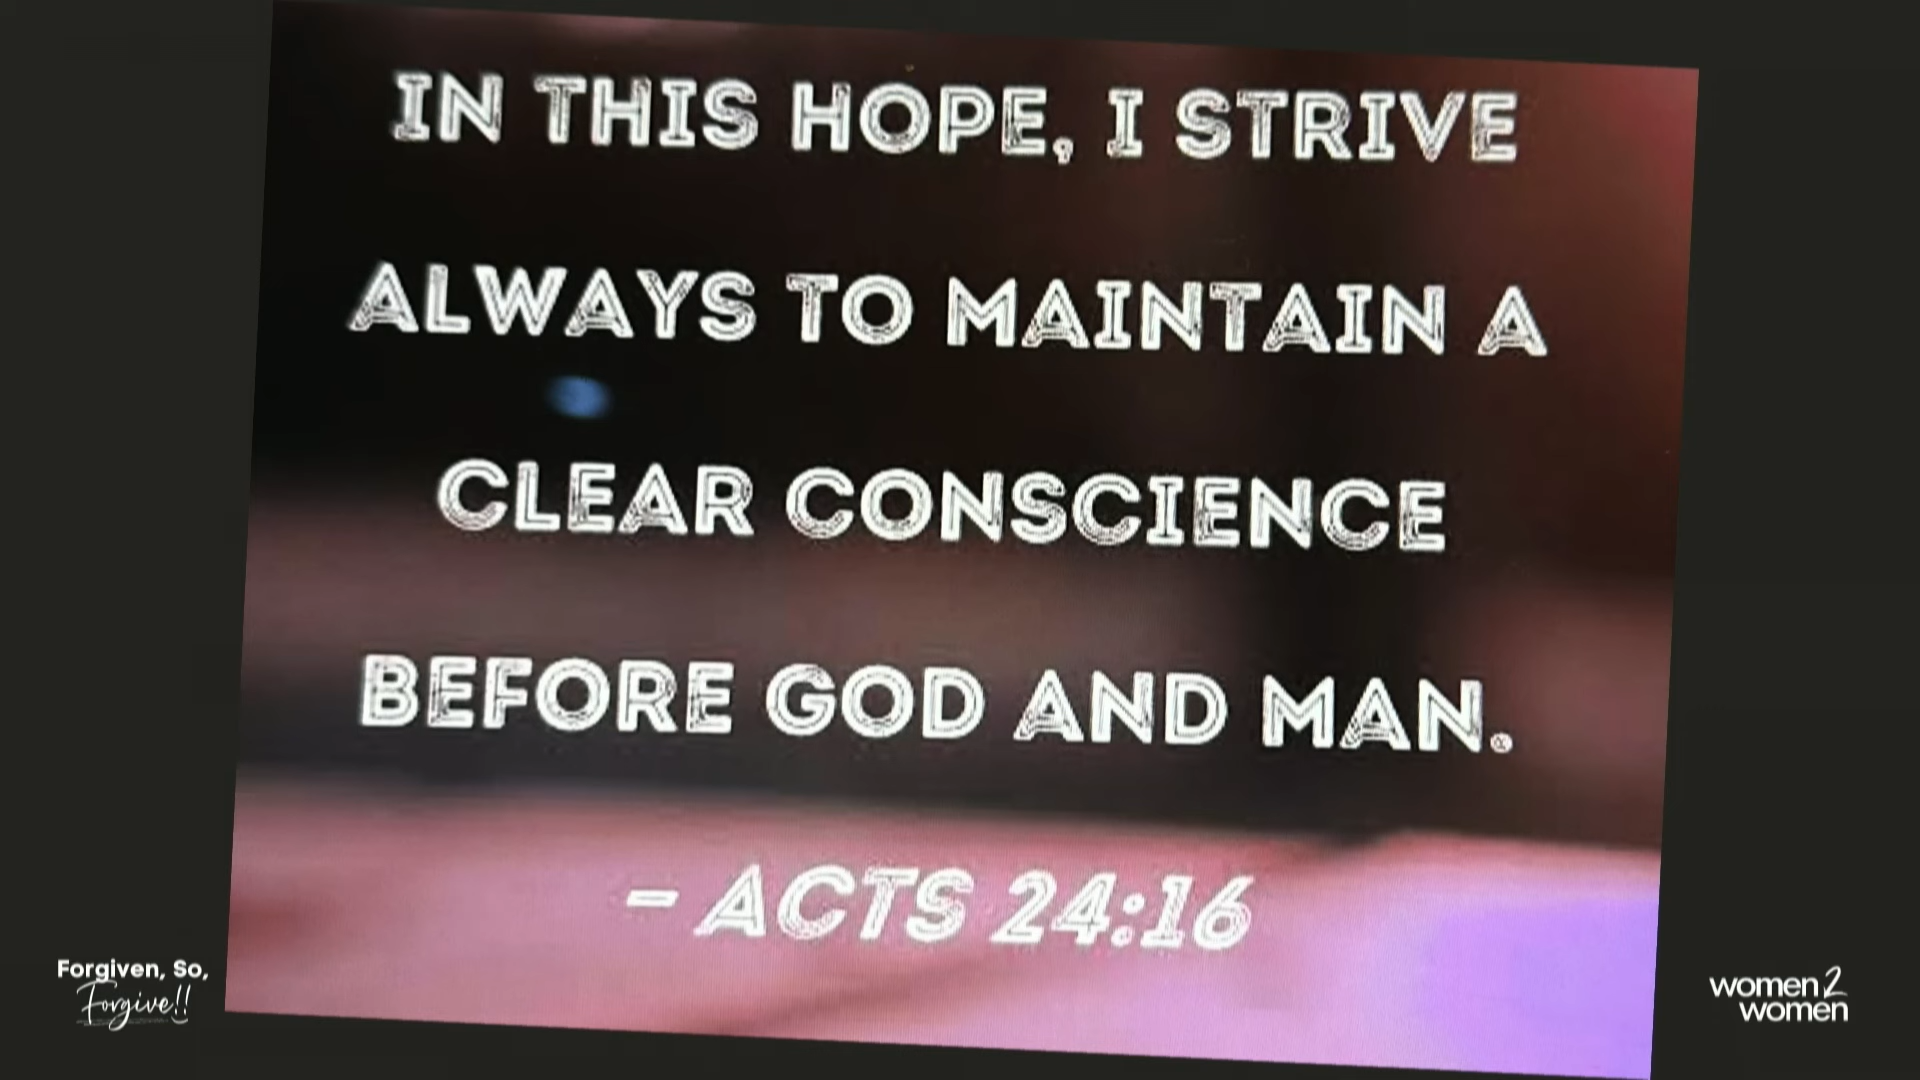 IN THIS HOPE, I STRIVE
ALWAYS TO MAINTAIN A
CLEAR CONSCIENCE
BEFORE GOD AND MAN.
– ACTS 24:16
Forgiven, So,
Forgive!!
women2
women